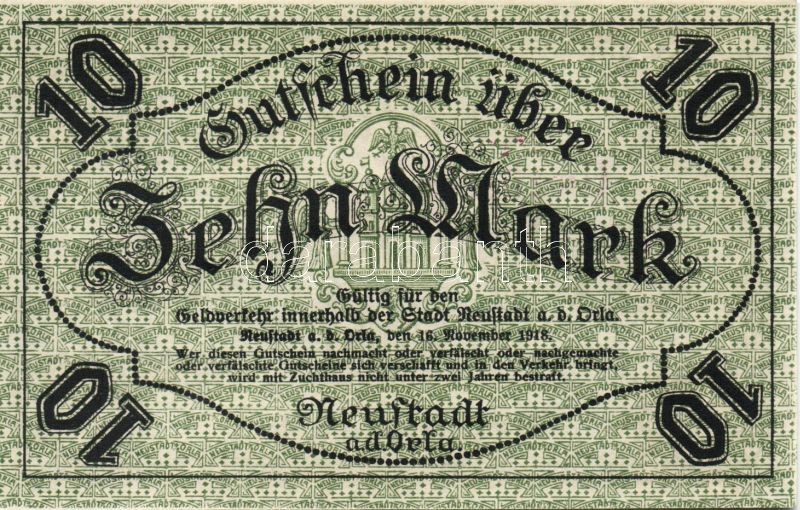 10
10
Gutschein über
Zehn Mark
Gültig für den
Geldverkehr innerhalb der Stadt Neustadt a. d. Orla.
Neustadt a. d. Orla, den 16. November 1918.
Wer diesen Gutschein nachmacht oder verfälscht oder nachgemachte
oder verfälschte Gutscheine sich verschafft und in den Verkehr bringt,
wird mit Zuchthaus nicht unter zwei Jahren bestraft.
Neustadt
a d Orla
10
10
darabanth